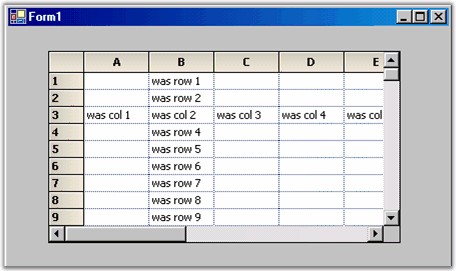 Form1
A B C D E
1 was row 1
2 was row 2
3 was col 1 was col 2 was col 3 was col 4 was col
4 was row 4
5 was row 5
6 was row 6
7 was row 7
8 was row 8
9 was row 9